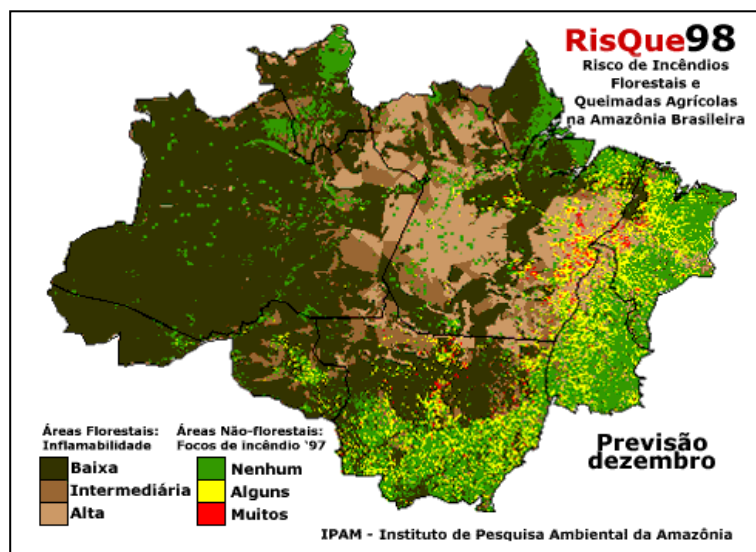 RisQue98
Risco de Incêndios
Florestais e
Queimadas Agrícolas
na Amazônia Brasileira
Áreas Florestais:
Inflamabilidade
Baixa
Intermediária
Alta
Áreas Não-florestais:
Focos de incêndio '97
Nenhum
Alguns
Muitos
Previsão
dezembro
IPAM - Instituto de Pesquisa Ambiental da Amazônia